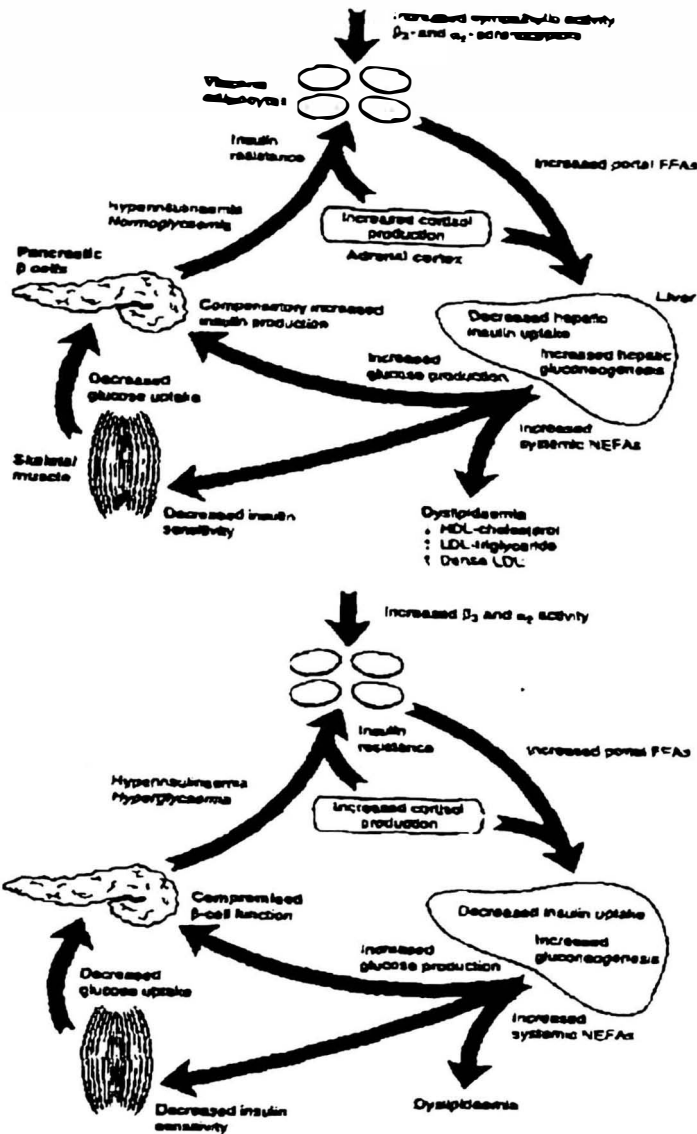 Increased sympathetic activity
β₃- and α₂-adrenoceptors
Visceral
adipocytes
Insulin
resistance
Increased portal FFAs
Hyperinsulinaemia
Normoglycaemia
Increased cortisol
production
Adrenal cortex
Pancreatic
β cells
Liver
Compensatory increased
insulin production
Decreased hepatic
insulin uptake
Increased hepatic
gluconeogenesis
Increased
glucose production
Decreased
glucose uptake
Increased
systemic NEFAs
Skeletal
muscle
Decreased insulin
sensitivity
Dyslipidaemia
HDL-cholesterol
↑ LDL-triglyceride
↑ Dense LDL
Increased β₃ and α₂ activity
Insulin
resistance
Increased portal FFAs
Hyperinsulinaemia
Hyperglycaemia
Increased cortisol
production
Compromised
β-cell function
Decreased insulin uptake
Increased
gluconeogenesis
Increased
glucose production
Decreased
glucose uptake
Increased
systemic NEFAs
Decreased insulin
sensitivity
Dyslipidaemia